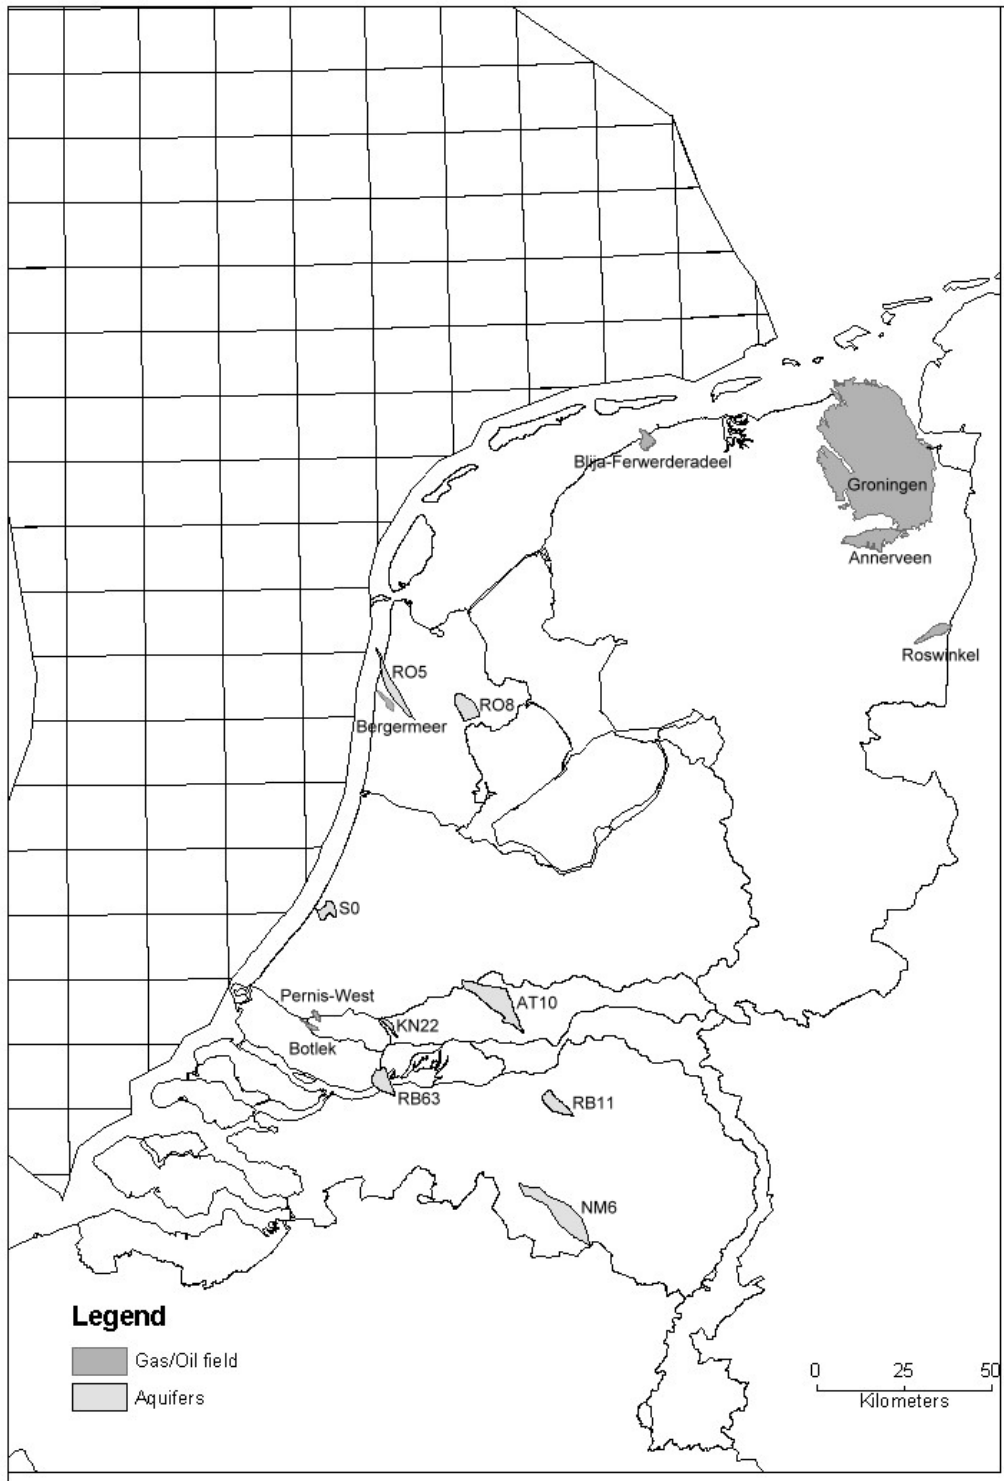 Blija-Ferwerderadeel
Groningen
Annerveen
Roswinkel
RO5
RO8
Bergermeer
S0
Pernis-West
AT10
KN22
Botlek
RB63
RB11
NM6
Legend
Gas/Oil field
Aquifers
0 25 50
Kilometers